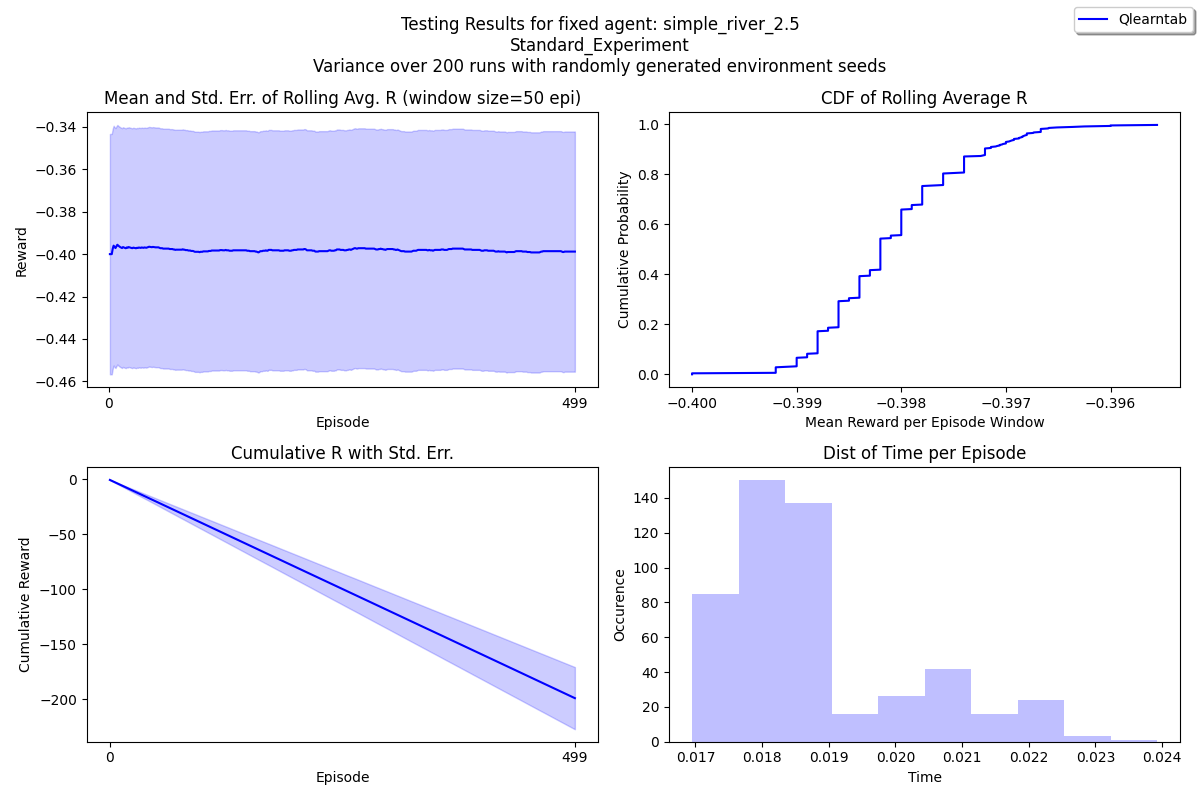 Testing Results for fixed agent: simple_river_2.5
Standard_Experiment
Variance over 200 runs with randomly generated environment seeds
Qlearntab
Mean and Std. Err. of Rolling Avg. R (window size=50 epi)
−0.34
−0.36
−0.38
−0.40
−0.42
−0.44
−0.46
Reward
0
499
Episode
CDF of Rolling Average R
1.0
0.8
0.6
0.4
0.2
0.0
Cumulative Probability
−0.400
−0.399
−0.398
−0.397
−0.396
Mean Reward per Episode Window
Cumulative R with Std. Err.
0
−50
−100
−150
−200
Cumulative Reward
0
499
Episode
Dist of Time per Episode
140
120
100
80
60
40
20
0
Occurence
0.017
0.018
0.019
0.020
0.021
0.022
0.023
0.024
Time